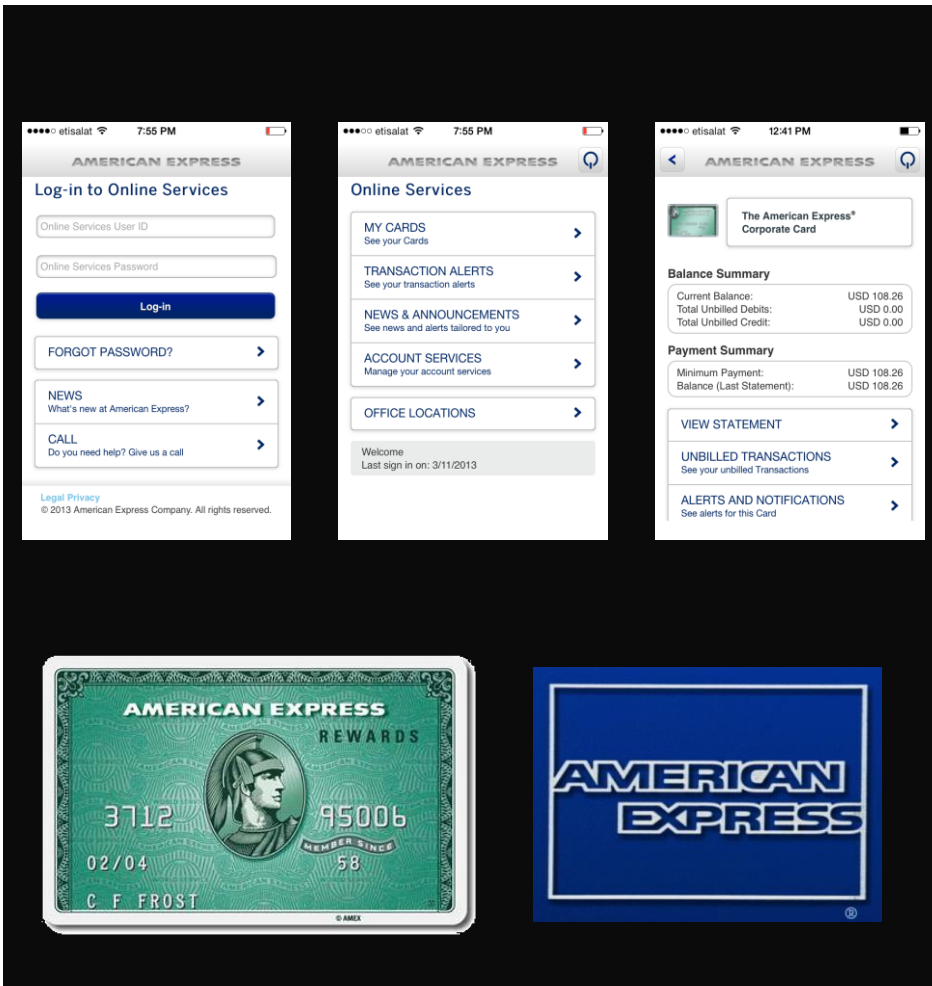 etisalat 7:55 PM
AMERICAN EXPRESS
Log-in to Online Services
Online Services User ID
Online Services Password
Log-in
FORGOT PASSWORD?
NEWS
What's new at American Express?
CALL
Do you need help? Give us a call
Legal Privacy
© 2013 American Express Company. All rights reserved.
etisalat 7:55 PM
AMERICAN EXPRESS
Online Services
MY CARDS
See your Cards
TRANSACTION ALERTS
See your transaction alerts
NEWS & ANNOUNCEMENTS
See news and alerts tailored to you
ACCOUNT SERVICES
Manage your account services
OFFICE LOCATIONS
Welcome
Last sign in on: 3/11/2013
etisalat 12:41 PM
AMERICAN EXPRESS
The American Express®
Corporate Card
Balance Summary
Current Balance: USD 108.26
Total Unbilled Debits: USD 0.00
Total Unbilled Credit: USD 0.00
Payment Summary
Minimum Payment: USD 108.26
Balance (Last Statement): USD 108.26
VIEW STATEMENT
UNBILLED TRANSACTIONS
See your unbilled Transactions
ALERTS AND NOTIFICATIONS
See alerts for this Card
AMERICAN EXPRESS
REWARDS
3712 95006
MEMBER SINCE
02/04 58
C F FROST
© AMEX
AMERICAN
EXPRESS
®